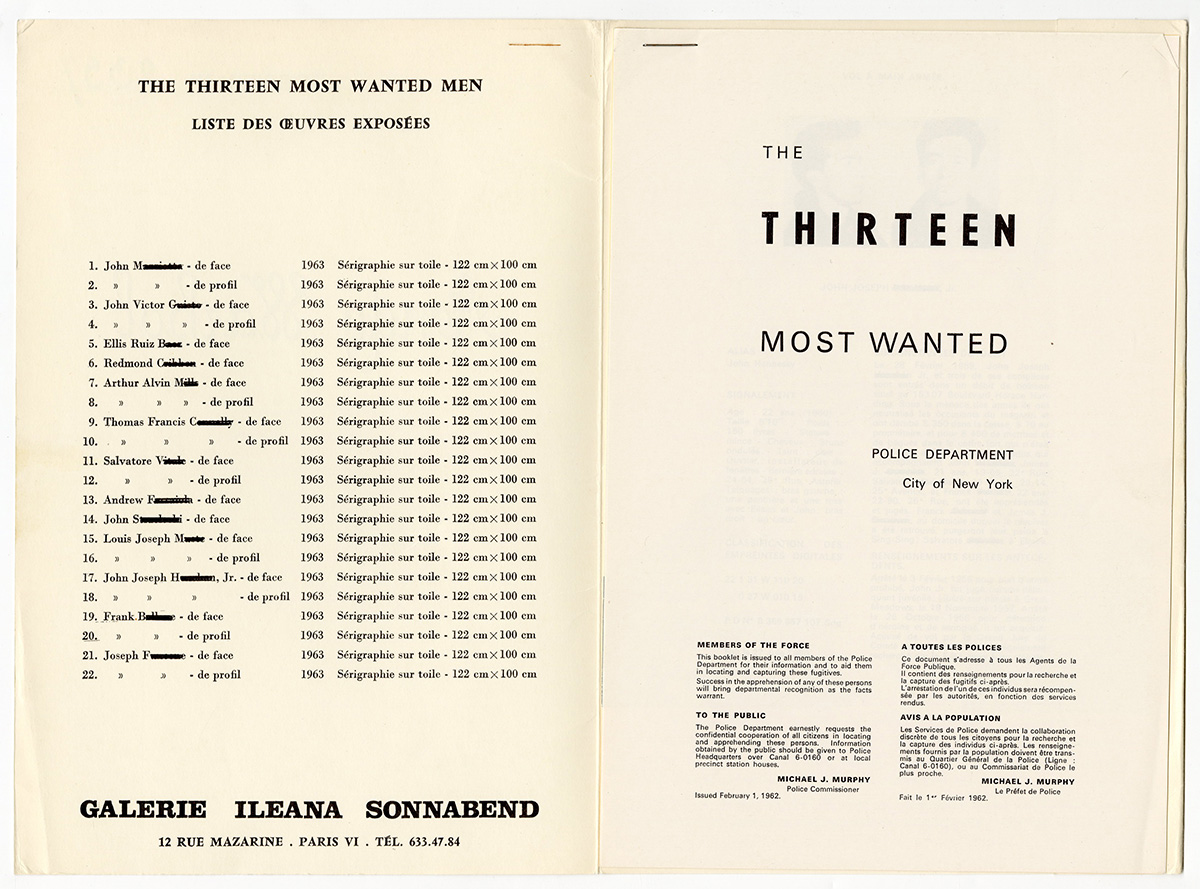 THE THIRTEEN MOST WANTED MEN
LISTE DES ŒUVRES EXPOSÉES
1. John - de face 1963 Sérigraphie sur toile - 122 cm×100 cm
2. » » - de profil 1963 Sérigraphie sur toile - 122 cm×100 cm
3. John Victor - de face 1963 Sérigraphie sur toile - 122 cm×100 cm
4. » » » - de profil 1963 Sérigraphie sur toile - 122 cm×100 cm
5. Ellis Ruiz - de face 1963 Sérigraphie sur toile - 122 cm×100 cm
6. Redmond - de face 1963 Sérigraphie sur toile - 122 cm×100 cm
7. Arthur Alvin - de face 1963 Sérigraphie sur toile - 122 cm×100 cm
8. » » » - de profil 1963 Sérigraphie sur toile - 122 cm×100 cm
9. Thomas Francis - de face 1963 Sérigraphie sur toile - 122 cm×100 cm
10. » » » - de profil 1963 Sérigraphie sur toile - 122 cm×100 cm
11. Salvatore - de face 1963 Sérigraphie sur toile - 122 cm×100 cm
12. » » - de profil 1963 Sérigraphie sur toile - 122 cm×100 cm
13. Andrew - de face 1963 Sérigraphie sur toile - 122 cm×100 cm
14. John - de face 1963 Sérigraphie sur toile - 122 cm×100 cm
15. Louis Joseph - de face 1963 Sérigraphie sur toile - 122 cm×100 cm
16. » » » - de profil 1963 Sérigraphie sur toile - 122 cm×100 cm
17. John Joseph Jr. - de face 1963 Sérigraphie sur toile - 122 cm×100 cm
18. » » » - de profil 1963 Sérigraphie sur toile - 122 cm×100 cm
19. Frank - de face 1963 Sérigraphie sur toile - 122 cm×100 cm
20. » » - de profil 1963 Sérigraphie sur toile - 122 cm×100 cm
21. Joseph - de face 1963 Sérigraphie sur toile - 122 cm×100 cm
22. » » - de profil 1963 Sérigraphie sur toile - 122 cm×100 cm
GALERIE ILEANA SONNABEND
12 RUE MAZARINE . PARIS VI . TÉL. 633.47.84
THE
THIRTEEN
MOST WANTED
POLICE DEPARTMENT
City of New York
MEMBERS OF THE FORCE
This booklet is issued to all members of the Police
Department for their information and to aid them
in locating and capturing these fugitives.
Success in the apprehension of any of these persons
will bring departmental recognition as the facts
warrant.
TO THE PUBLIC
The Police Department earnestly requests the
confidential cooperation of all citizens in locating
and apprehending these persons. Information
obtained by the public should be given to Police
Headquarters over Canal 6-0160 or at local
precinct station houses.
MICHAEL J. MURPHY
Police Commissioner
Issued February 1, 1962.
A TOUTES LES POLICES
Ce document s'adresse à tous les Agents de la
Force Publique.
Il contient des renseignements pour la recherche et
la capture des fugitifs ci-après.
L'arrestation de l'un de ces individus sera récompen-
sée par les autorités, en fonction des services
rendus.
AVIS A LA POPULATION
Les Services de Police demandent la collaboration
discrète de tous les citoyens pour la recherche et
la capture des individus ci-après. Les renseigne-
ments fournis par la population doivent être trans-
mis au Quartier Général de la Police (Ligne :
Canal 6-0160), ou au Commissariat de Police le
plus proche.
MICHAEL J. MURPHY
Le Préfet de Police
Fait le 1er Février 1962.